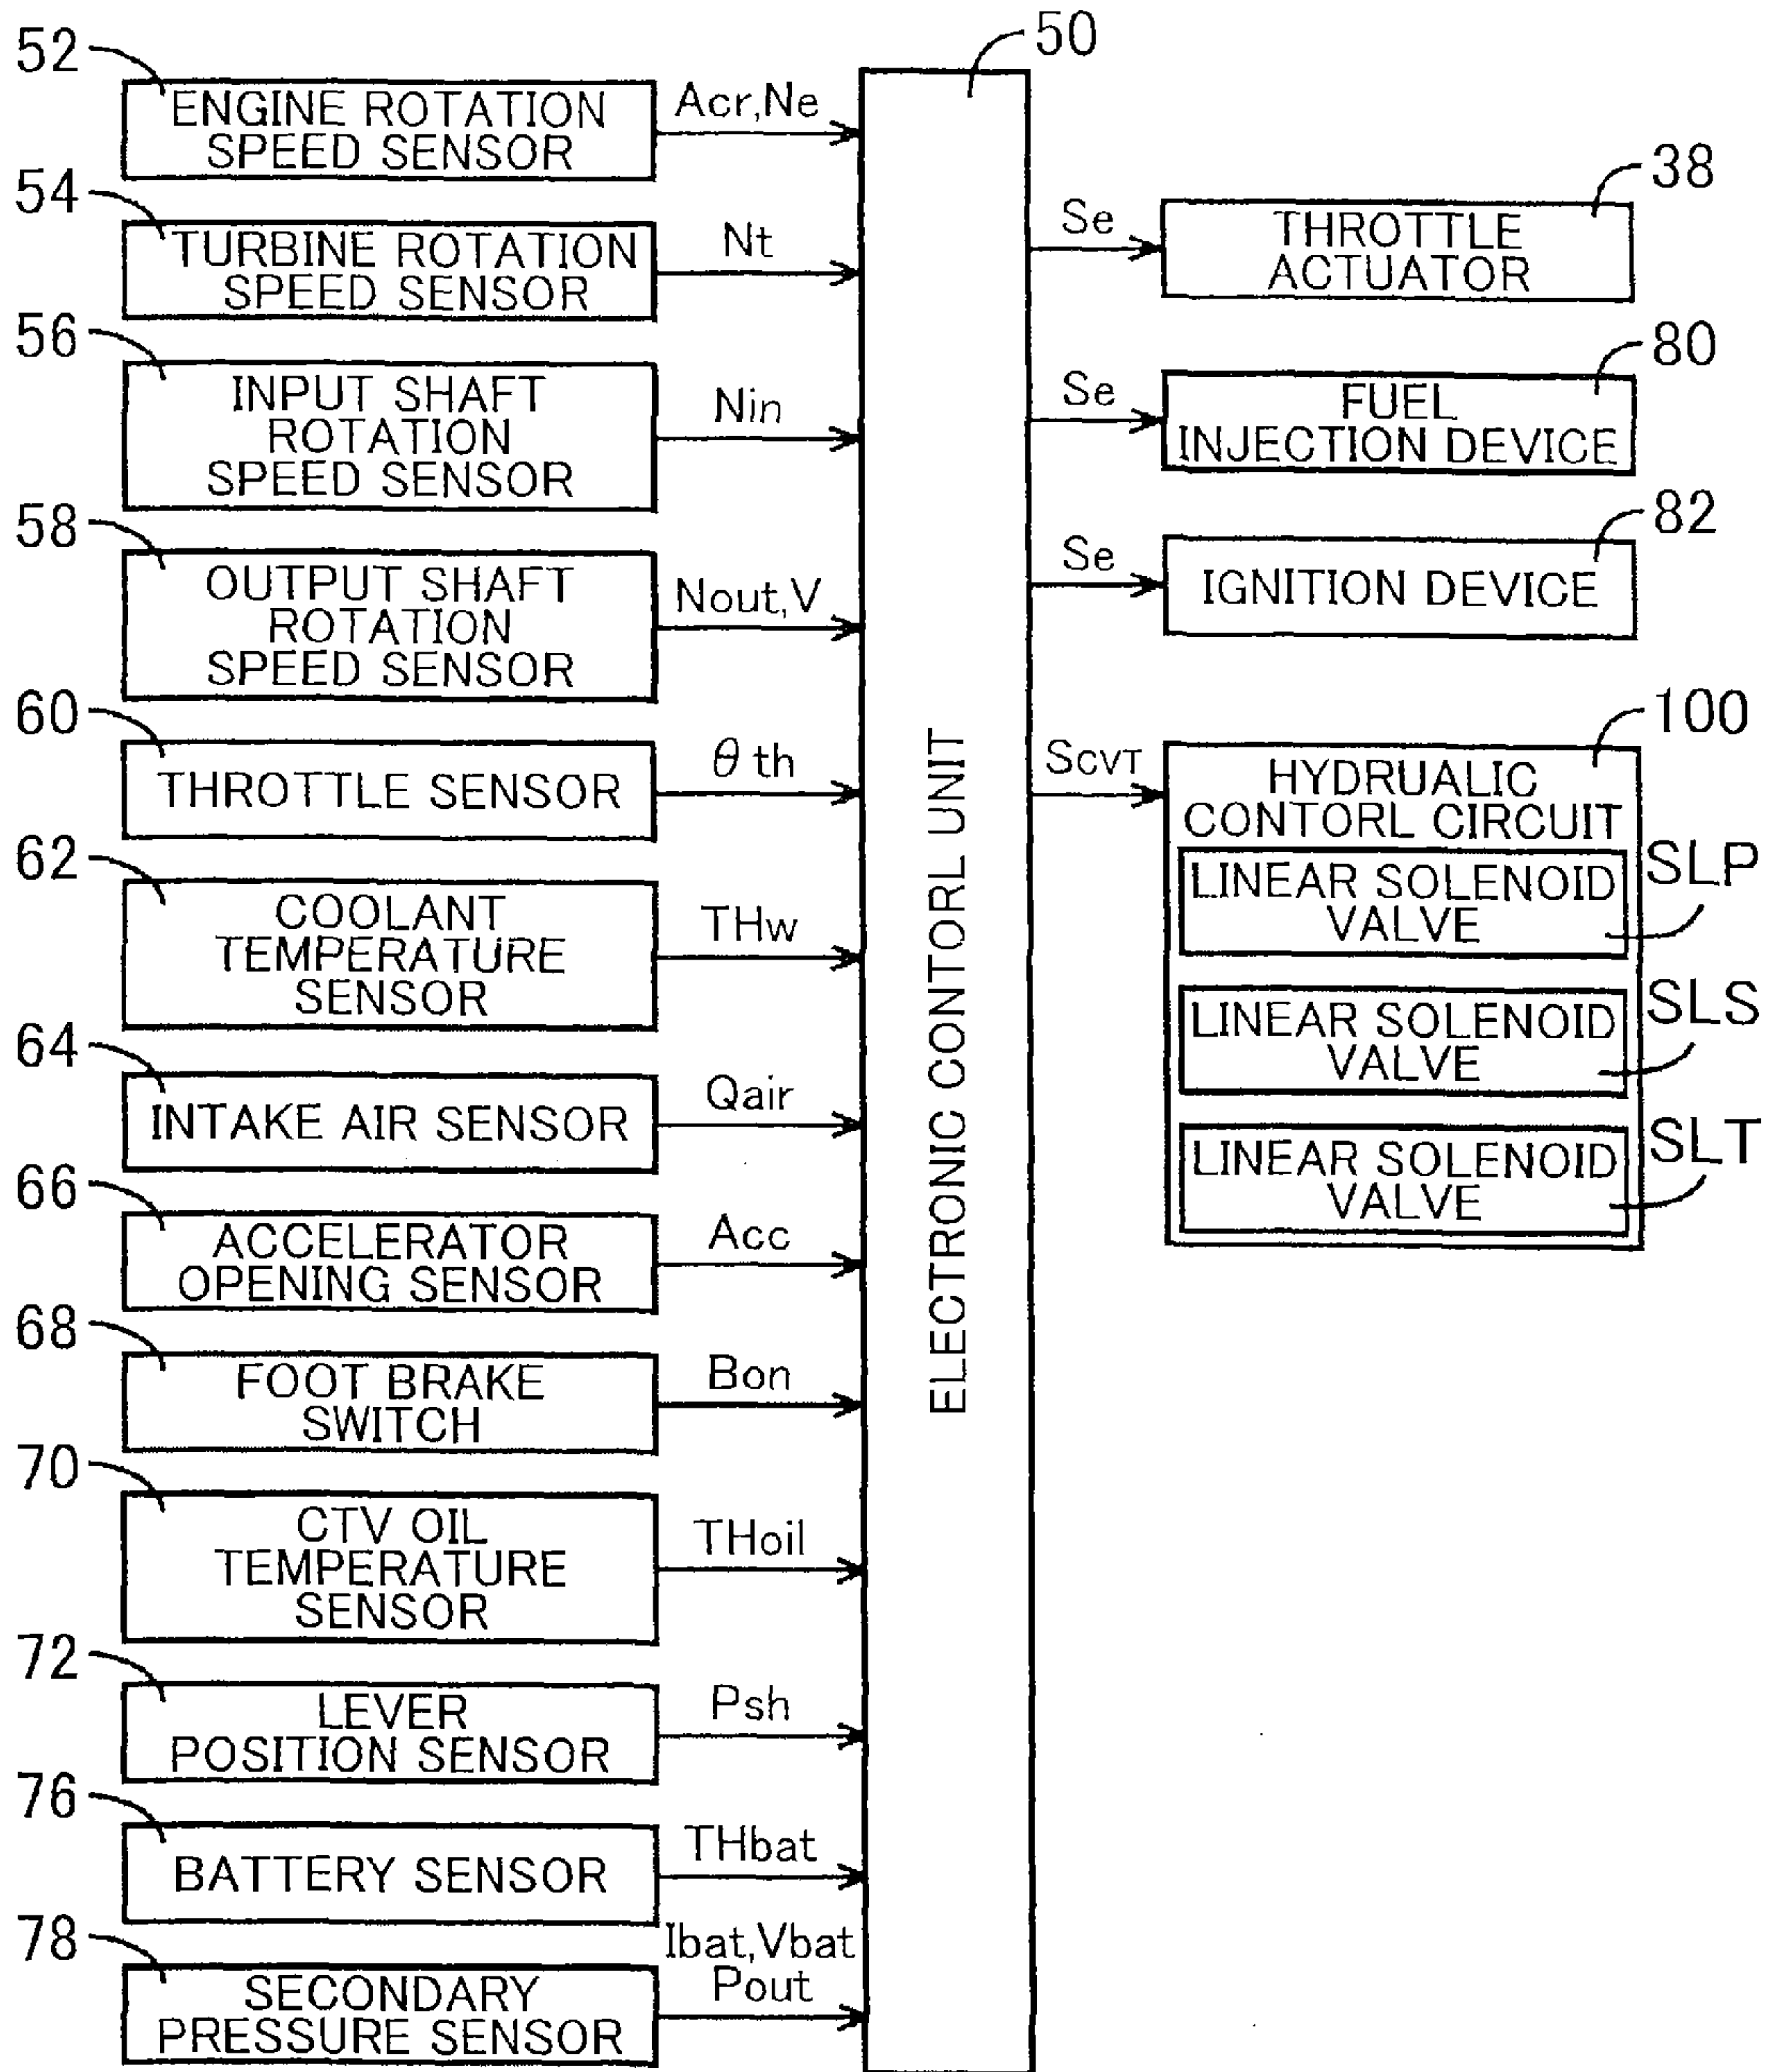 52
ENGINE ROTATION
SPEED SENSOR
Acr,Ne
54
TURBINE ROTATION
SPEED SENSOR
Nt
56
INPUT SHAFT
ROTATION
SPEED SENSOR
Nin
58
OUTPUT SHAFT
ROTATION
SPEED SENSOR
Nout,V
60
THROTTLE SENSOR
θth
62
COOLANT
TEMPERATURE
SENSOR
THw
64
INTAKE AIR SENSOR
Qair
66
ACCELERATOR
OPENING SENSOR
Acc
68
FOOT BRAKE
SWITCH
Bon
70
CTV OIL
TEMPERATURE
SENSOR
THoil
72
LEVER
POSITION SENSOR
Psh
76
BATTERY SENSOR
THbat
Ibat,Vbat
78
SECONDARY
PRESSURE SENSOR
Pout
50
ELECTRONIC CONTORL UNIT
Se
38
THROTTLE
ACTUATOR
Se
80
FUEL
INJECTION DEVICE
Se
82
IGNITION DEVICE
SCVT
100
HYDRUALIC
CONTORL CIRCUIT
LINEAR SOLENOID
VALVE
SLP
LINEAR SOLENOID
VALVE
SLS
LINEAR SOLENOID
VALVE
SLT